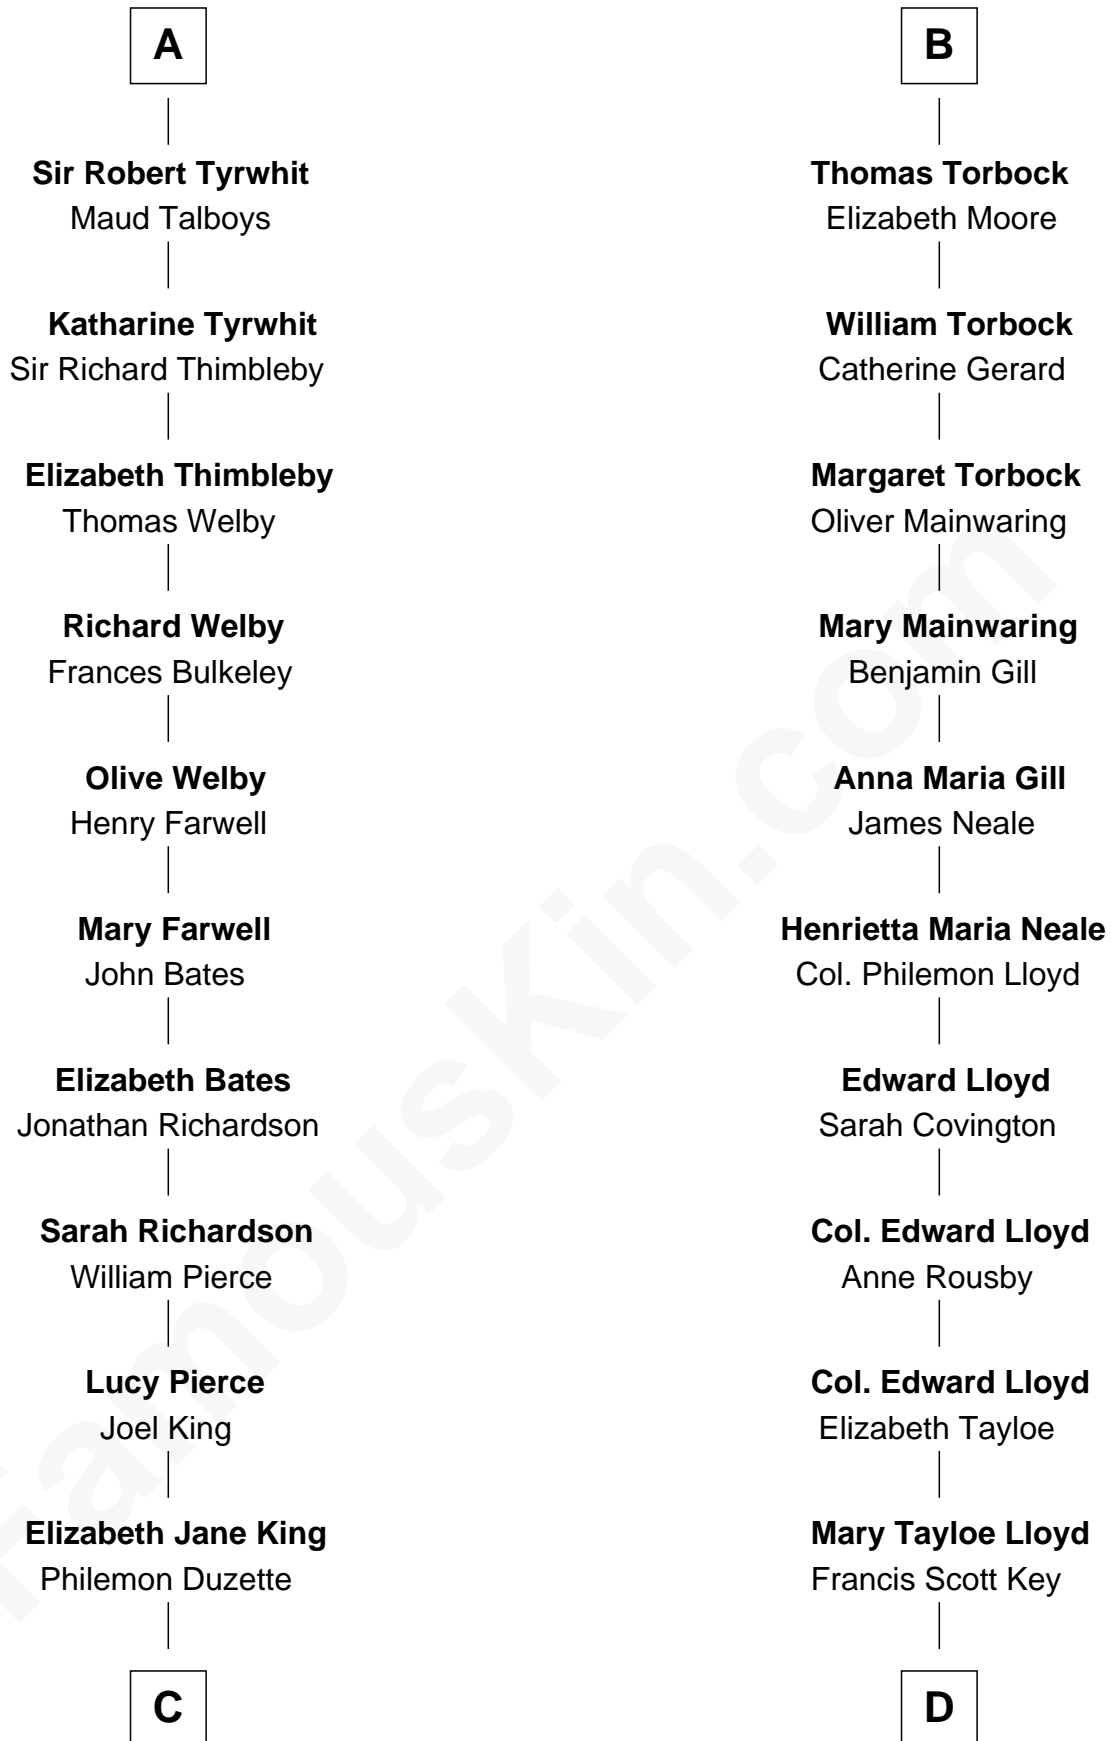 A
Sir Robert Tyrwhit
Maud Talboys
Katharine Tyrwhit
Sir Richard Thimbleby
Elizabeth Thimbleby
Thomas Welby
Richard Welby
Frances Bulkeley
Olive Welby
Henry Farwell
Mary Farwell
John Bates
Elizabeth Bates
Jonathan Richardson
Sarah Richardson
William Pierce
Lucy Pierce
Joel King
Elizabeth Jane King
Philemon Duzette
C
B
Thomas Torbock
Elizabeth Moore
William Torbock
Catherine Gerard
Margaret Torbock
Oliver Mainwaring
Mary Mainwaring
Benjamin Gill
Anna Maria Gill
James Neale
Henrietta Maria Neale
Col. Philemon Lloyd
Edward Lloyd
Sarah Covington
Col. Edward Lloyd
Anne Rousby
Col. Edward Lloyd
Elizabeth Tayloe
Mary Tayloe Lloyd
Francis Scott Key
D
FamousKin.com